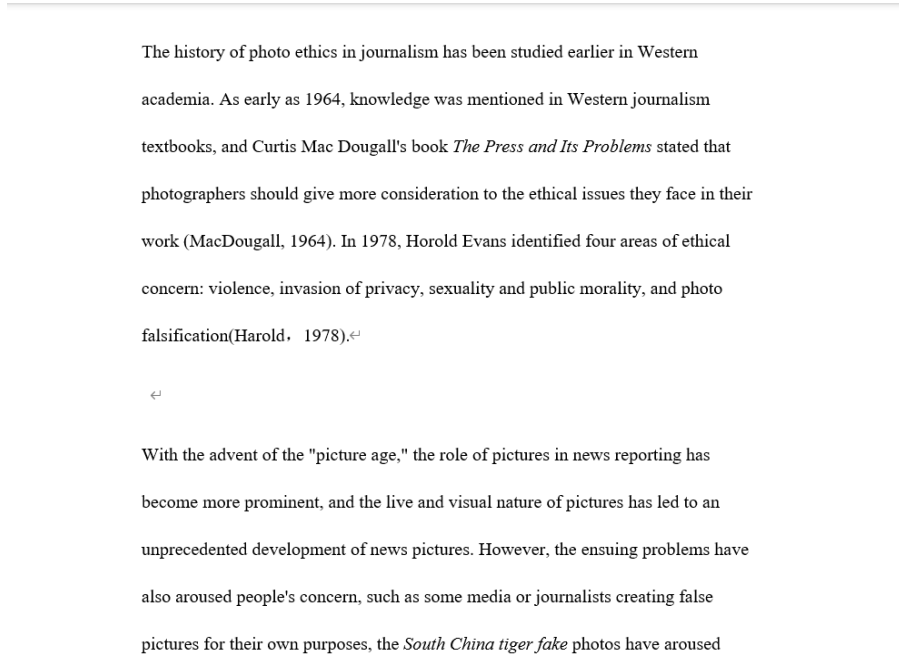 The history of photo ethics in journalism has been studied earlier in Western
academia. As early as 1964, knowledge was mentioned in Western journalism
textbooks, and Curtis Mac Dougall's book The Press and Its Problems stated that
photographers should give more consideration to the ethical issues they face in their
work (MacDougall, 1964). In 1978, Horold Evans identified four areas of ethical
concern: violence, invasion of privacy, sexuality and public morality, and photo
falsification(Harold，1978).↵
↵
With the advent of the "picture age," the role of pictures in news reporting has
become more prominent, and the live and visual nature of pictures has led to an
unprecedented development of news pictures. However, the ensuing problems have
also aroused people's concern, such as some media or journalists creating false
pictures for their own purposes, the South China tiger fake photos have aroused